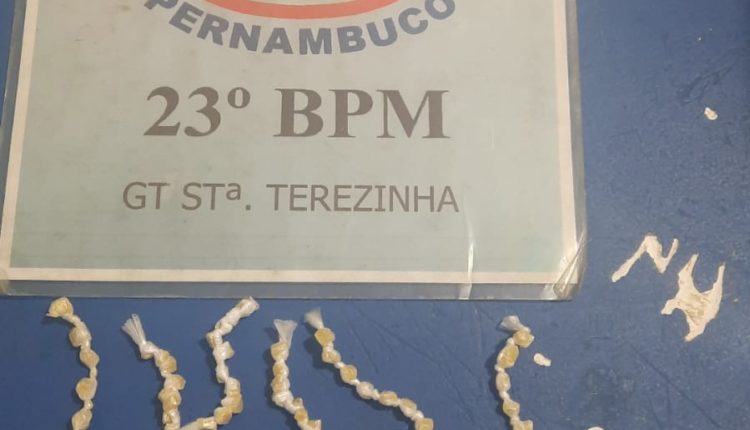 PERNAMBUCO
23º BPM
GT STª. TEREZINHA